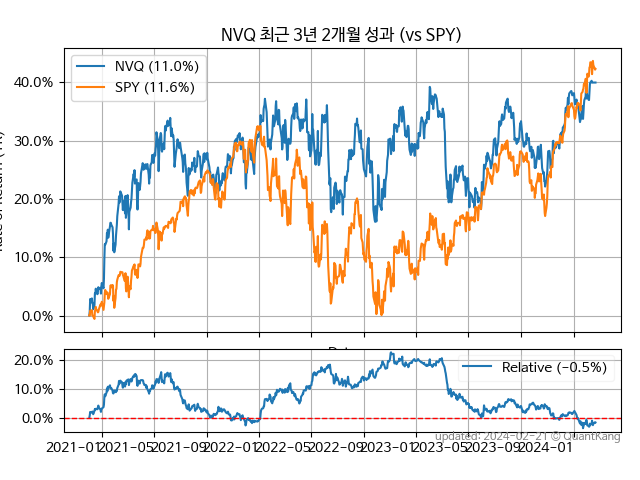 NVQ 최근 3년 2개월 성과 (vs SPY)
NVQ (11.0%)
SPY (11.6%)
40.0%
30.0%
20.0%
10.0%
0.0%
20.0%
10.0%
0.0%
Relative (−0.5%)
2021-01 2021-05 2021-09 2022-01 2022-05 2022-09 2023-01 2023-05 2023-09 2024-01
updated: 2024-02-21 © QuantKang